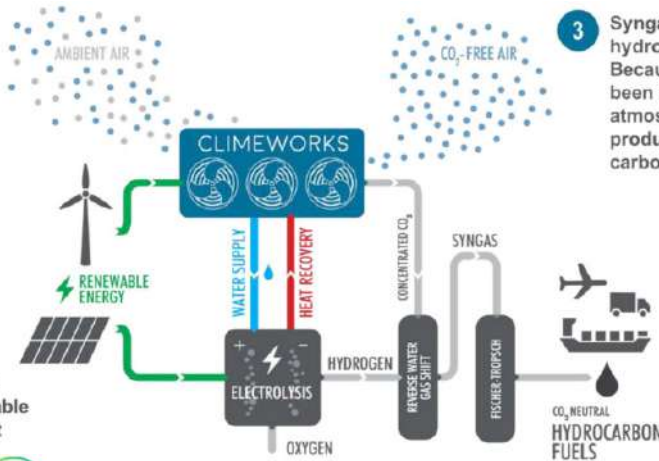 AMBIENT AIR
CO₂-FREE AIR
3
Syngas
hydro
Becau
been
atmos
produ
carbo
CLIMEWORKS
WATER SUPPLY
HEAT RECOVERY
CONCENTRATED CO₂
SYNGAS
RENEWABLE
ENERGY
+ −
ELECTROLYSIS
HYDROGEN
REVERSE WATER
GAS SHIFT
FISCHER-TROPSCH
OXYGEN
CO₂ NEUTRAL
HYDROCARBON
FUELS
able